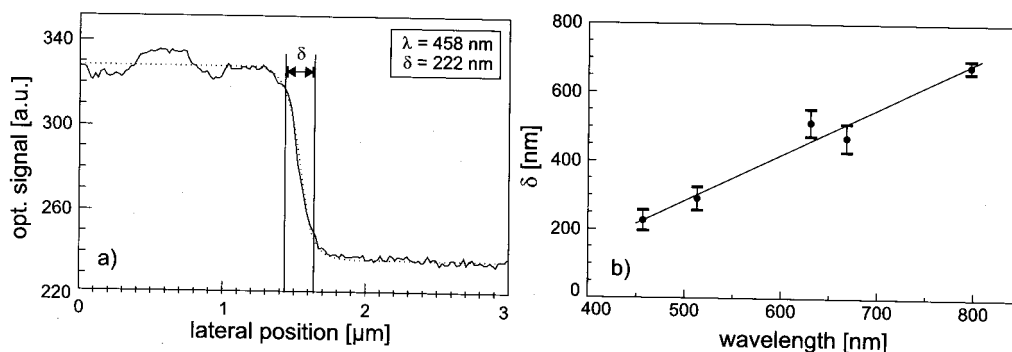 340
300
260
220
opt. signal [a.u.]
a)
δ
λ = 458 nm
δ = 222 nm
0
1
2
3
lateral position [µm]
800
600
400
200
0
δ [nm]
b)
400
500
600
700
800
wavelength [nm]